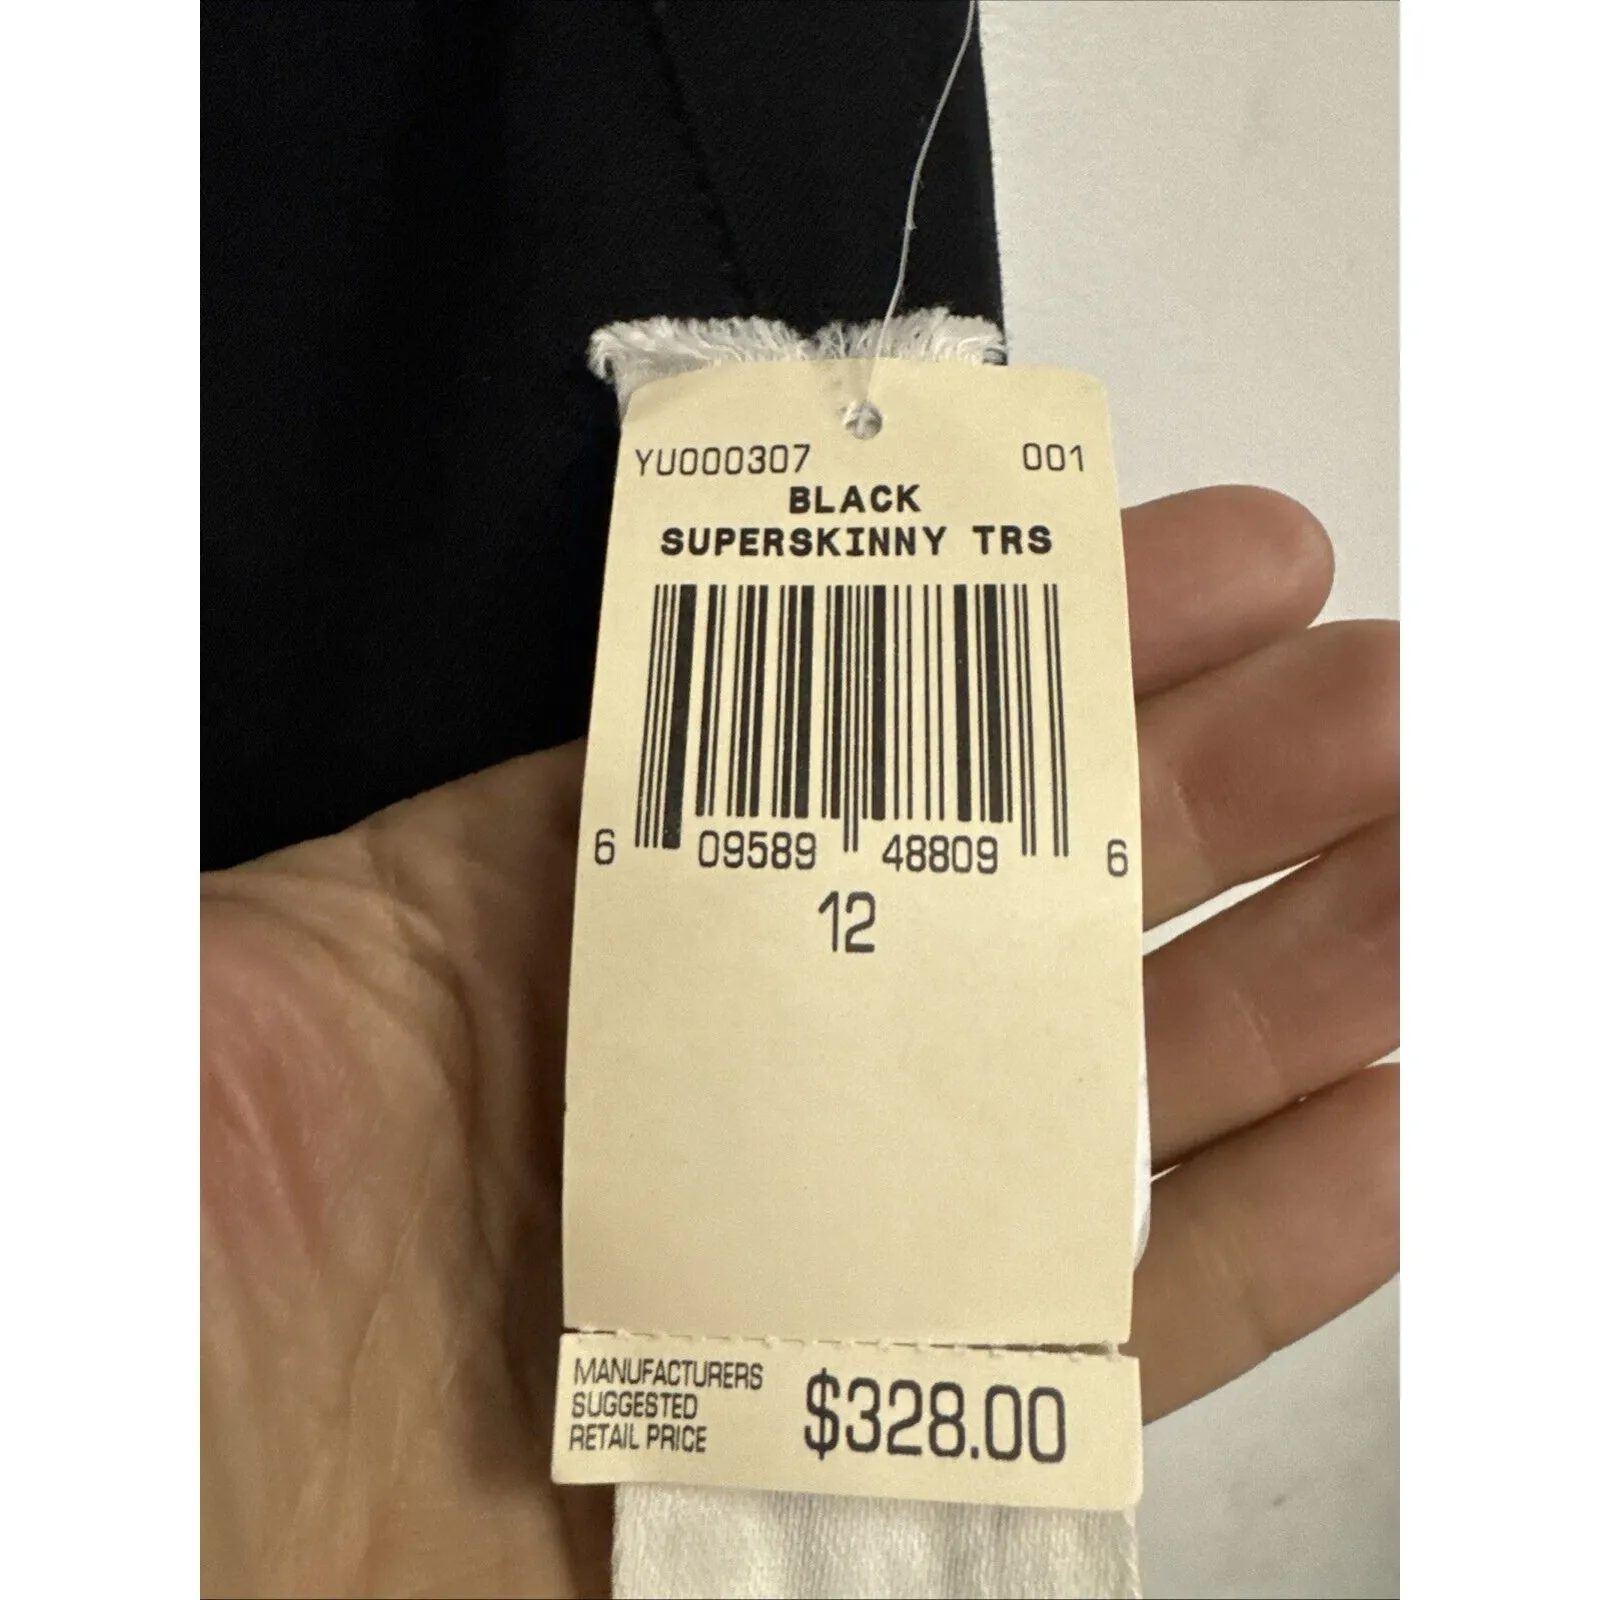 YU000307 001
BLACK
SUPERSKINNY TRS
6 09589 48809 6
12
MANUFACTURERS
SUGGESTED
RETAIL PRICE
$328.00